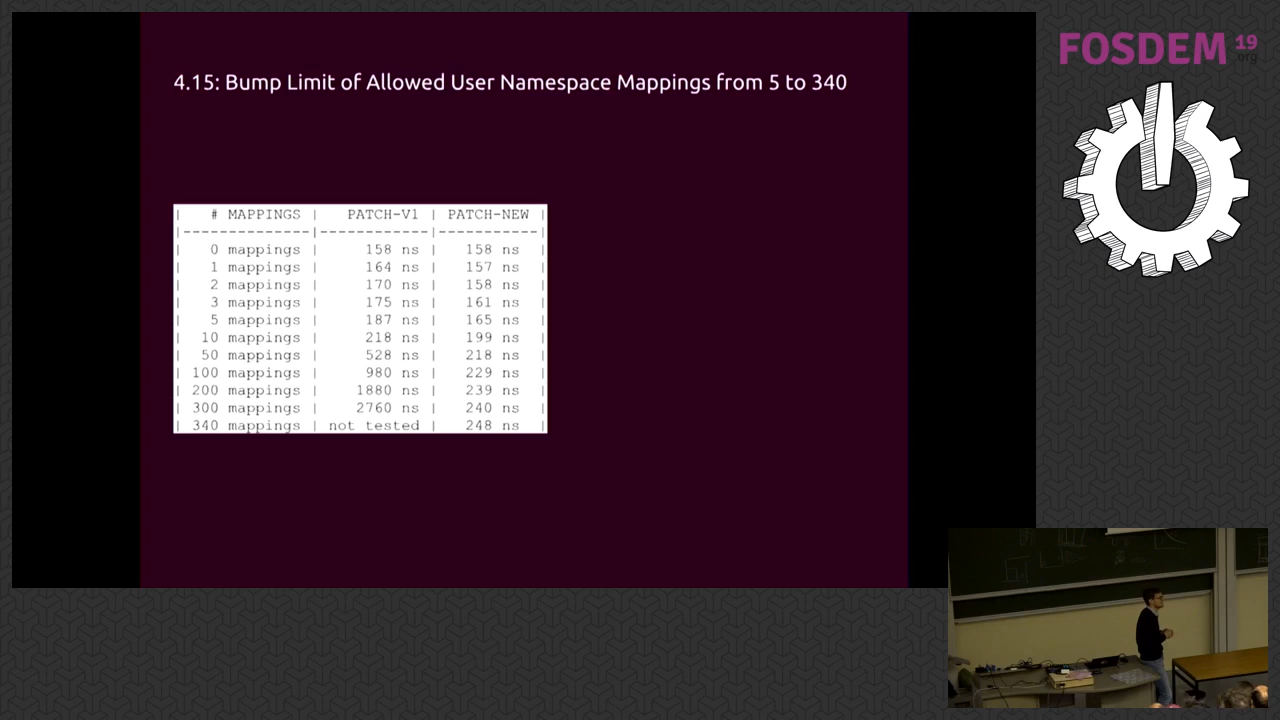 4.15: Bump Limit of Allowed User Namespace Mappings from 5 to 340
| # MAPPINGS | PATCH-V1 | PATCH-NEW |
|--------------|------------|-----------|
| 0 mappings | 158 ns | 158 ns |
| 1 mappings | 164 ns | 157 ns |
| 2 mappings | 170 ns | 158 ns |
| 3 mappings | 175 ns | 161 ns |
| 5 mappings | 187 ns | 165 ns |
| 10 mappings | 218 ns | 199 ns |
| 50 mappings | 528 ns | 218 ns |
| 100 mappings | 980 ns | 229 ns |
| 200 mappings | 1880 ns | 239 ns |
| 300 mappings | 2760 ns | 240 ns |
| 340 mappings | not tested | 248 ns |
FOSDEM 19
.org